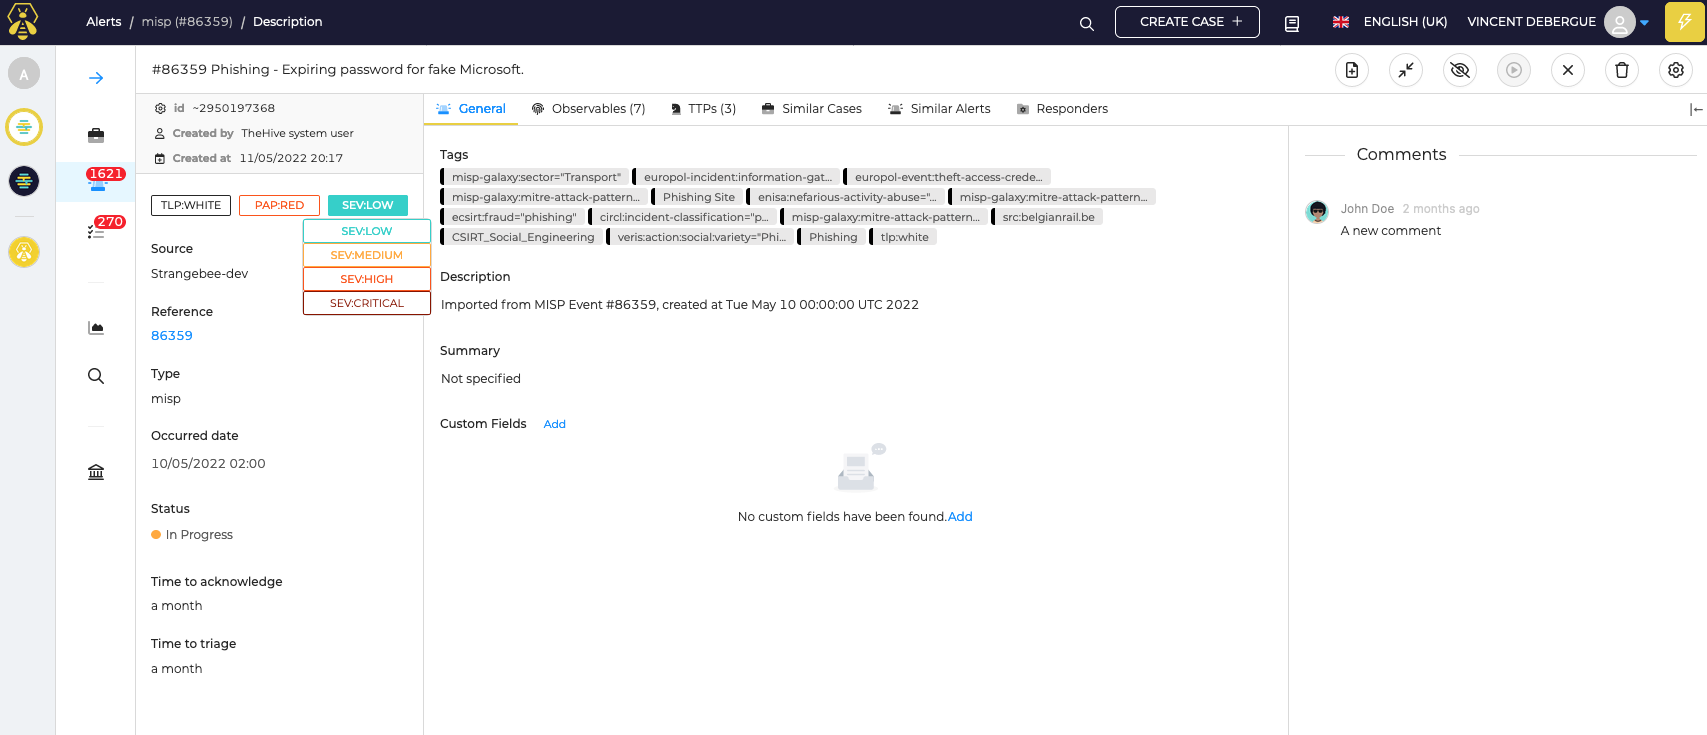 Alerts / misp (#86359) / Description
CREATE CASE +
ENGLISH (UK)
VINCENT DEBERGUE
A
#86359 Phishing - Expiring password for fake Microsoft.
1621
270
id ~2950197368
Created by TheHive system user
Created at 11/05/2022 20:17
TLP:WHITE PAP:RED SEV:LOW
SEV:LOW
SEV:MEDIUM
SEV:HIGH
SEV:CRITICAL
Source
Strangebee-dev
Reference
86359
Type
misp
Occurred date
10/05/2022 02:00
Status
In Progress
Time to acknowledge
a month
Time to triage
a month
General Observables (7) TTPs (3) Similar Cases Similar Alerts Responders
Tags
misp-galaxy:sector="Transport" europol-incident:information-gat... europol-event:theft-access-crede...
misp-galaxy:mitre-attack-pattern... Phishing Site enisa:nefarious-activity-abuse="... misp-galaxy:mitre-attack-pattern...
ecsirt:fraud="phishing" circl:incident-classification="p... misp-galaxy:mitre-attack-pattern... src:belgianrail.be
CSIRT_Social_Engineering veris:action:social:variety="Phi... Phishing tlp:white
Description
Imported from MISP Event #86359, created at Tue May 10 00:00:00 UTC 2022
Summary
Not specified
Custom Fields Add
No custom fields have been found.Add
Comments
John Doe 2 months ago
A new comment